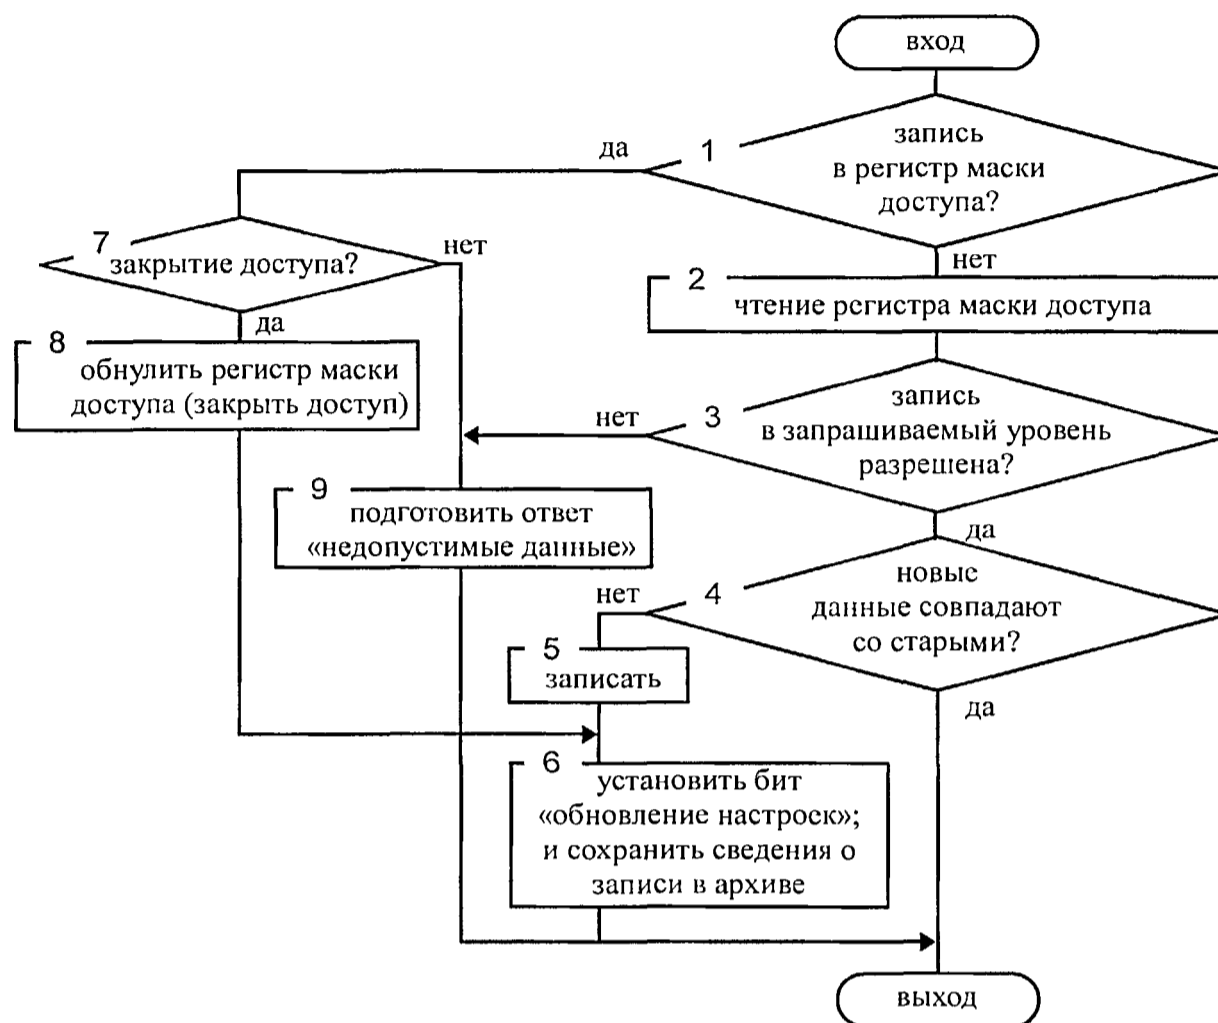 вход
1
запись
в регистр маски
доступа?
да
нет
7
закрытие доступа?
нет
да
2
чтение регистра маски доступа
8
обнулить регистр маски
доступа (закрыть доступ)
3
запись
в запрашиваемый уровень
разрешена?
нет
да
9
подготовить ответ
«недопустимые данные»
4
новые
данные совпадают
со старыми?
нет
да
5
записать
6
установить бит
«обновление настроек»;
и сохранить сведения о
записи в архиве
выход